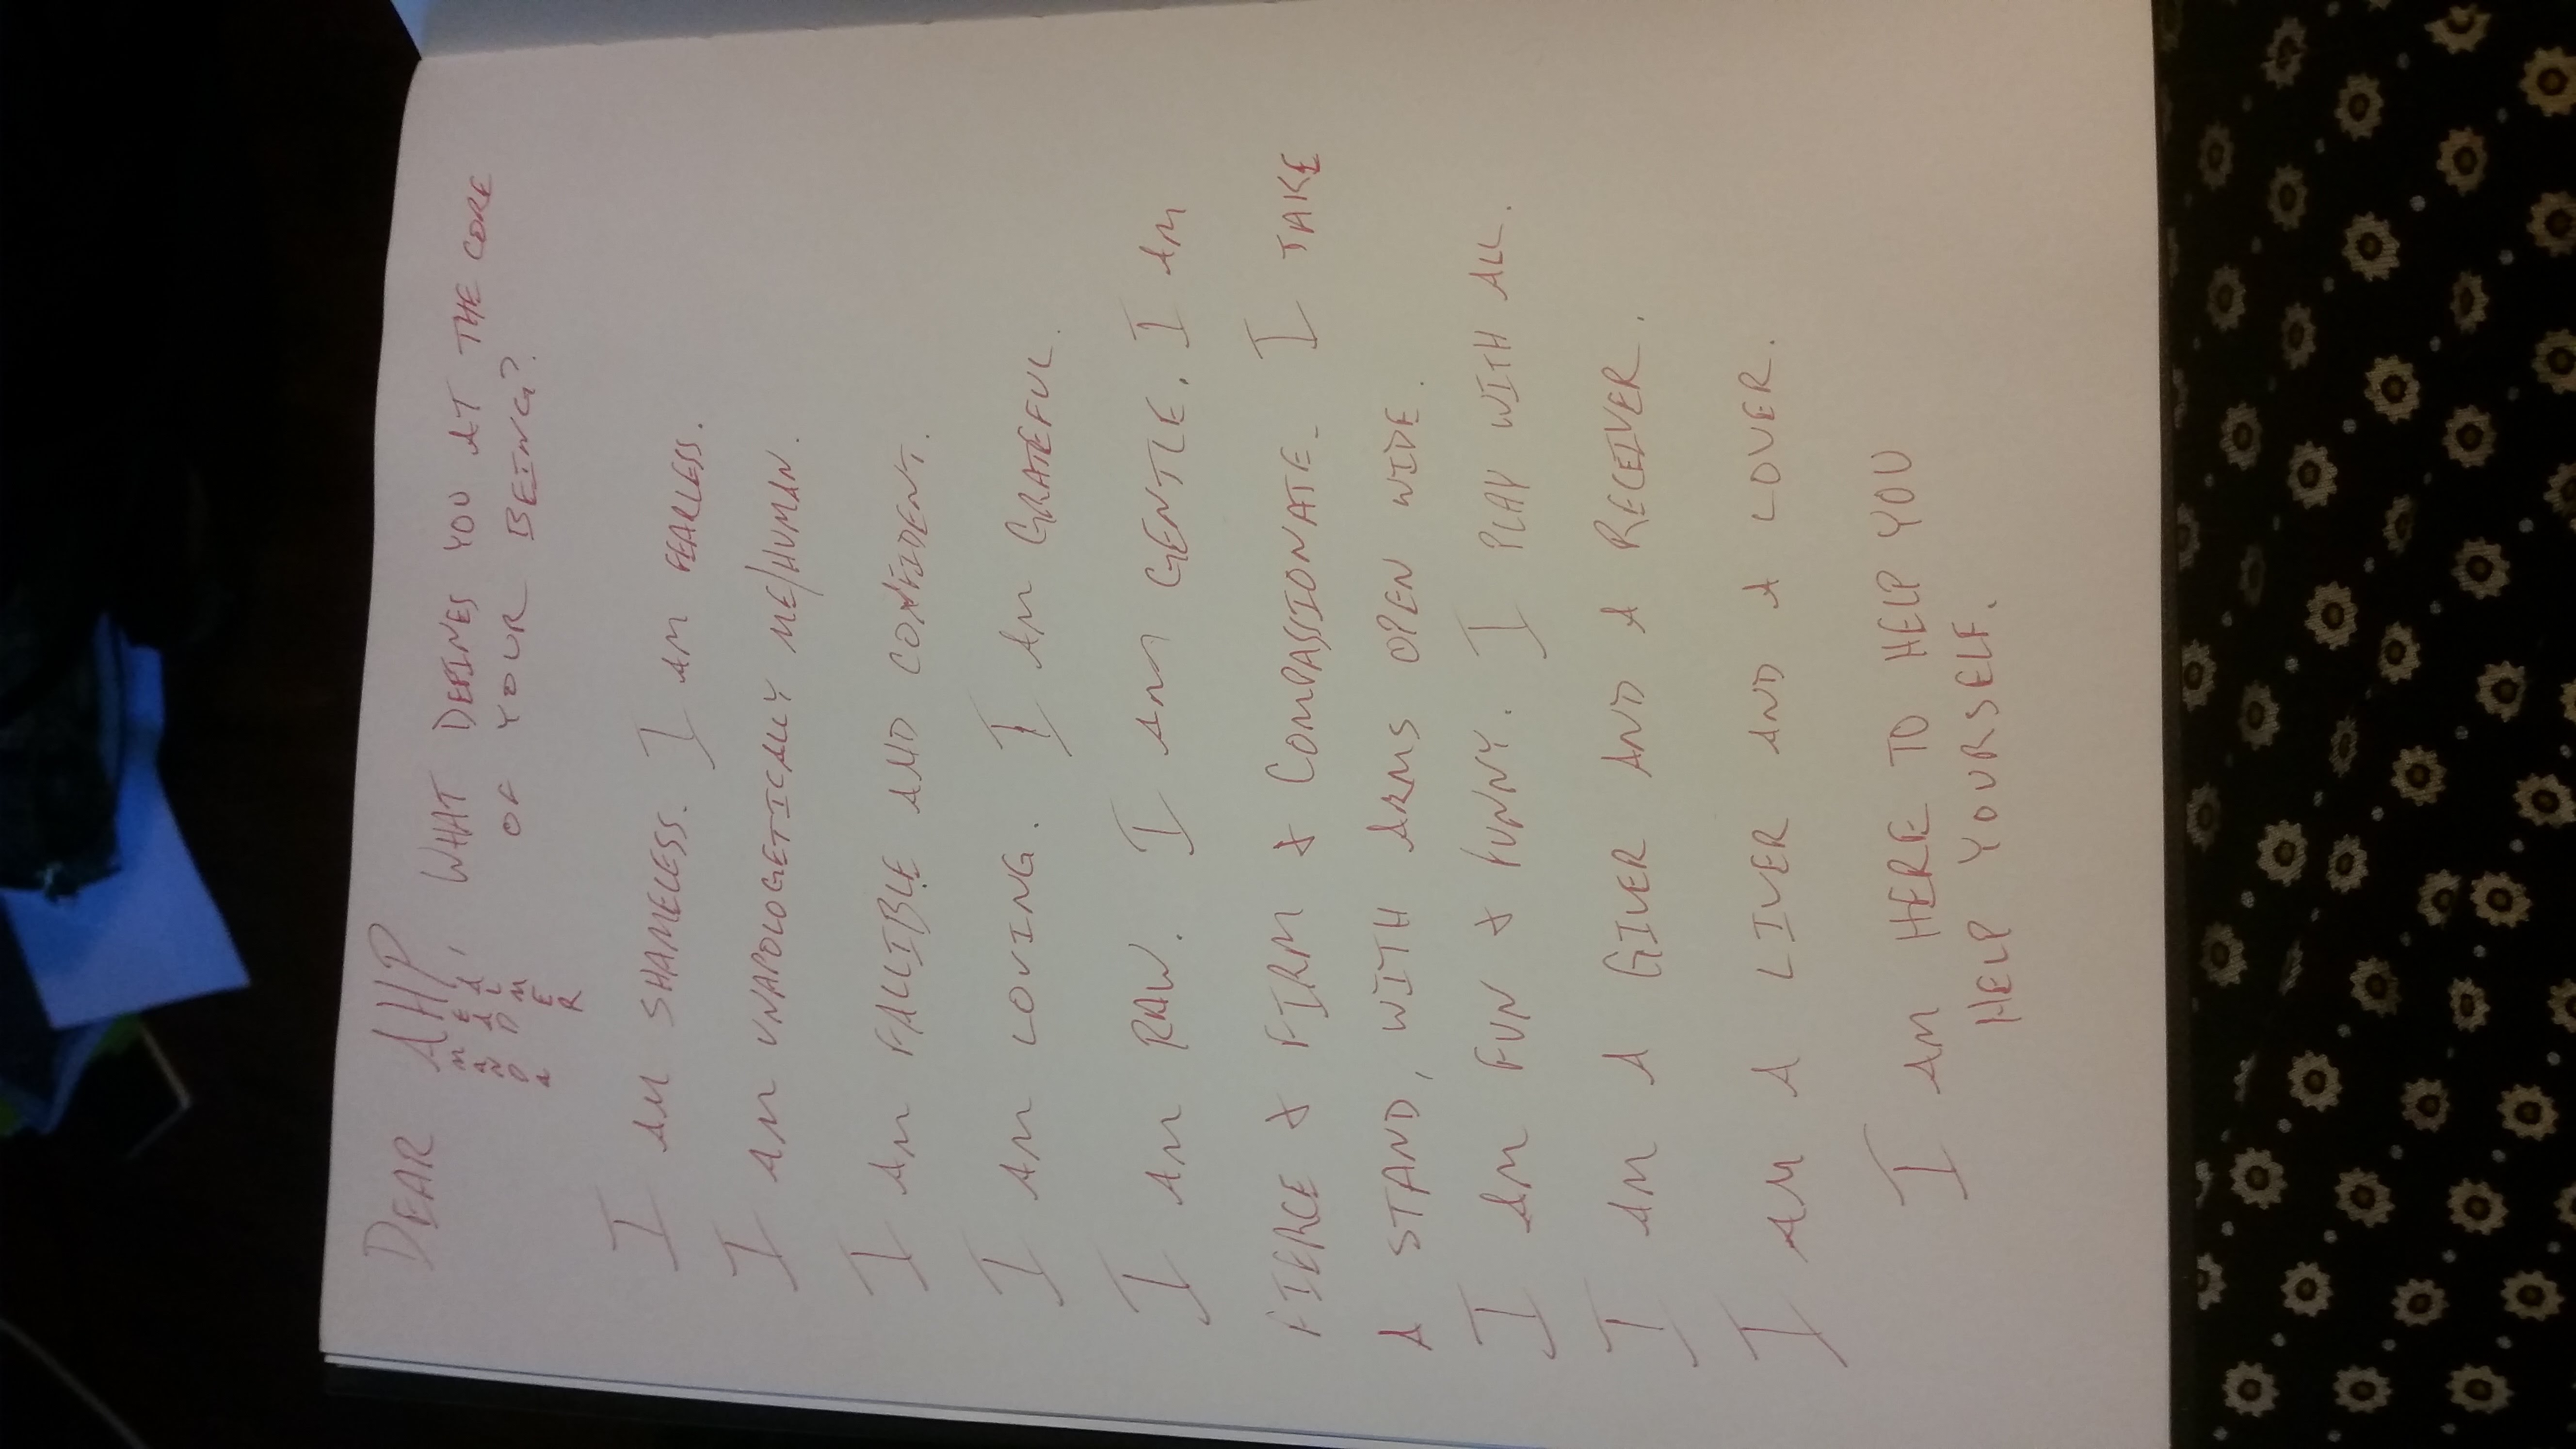 DEAR AHP, WHAT DEFINES YOU AT THE CORE
AMANDA HEAD PALMER
OF YOUR BEING?
I AM SHAMELESS. I AM FEARLESS.
I AM UNAPOLOGETICALLY ME/HUMAN.
I AM FALLIBLE AND CONFIDENT.
I AM LOVING. I AM GRATEFUL.
I AM RAW. I AM GENTLE. I AM
FIERCE & FIRM & COMPASSIONATE. I TAKE
A STAND, WITH ARMS OPEN WIDE.
I AM FUN & FUNNY. I PLAY WITH ALL.
I AM A GIVER AND A RECEIVER.
I AM A LIVER AND A LOVER.
I AM HERE TO HELP YOU
HELP YOURSELF.